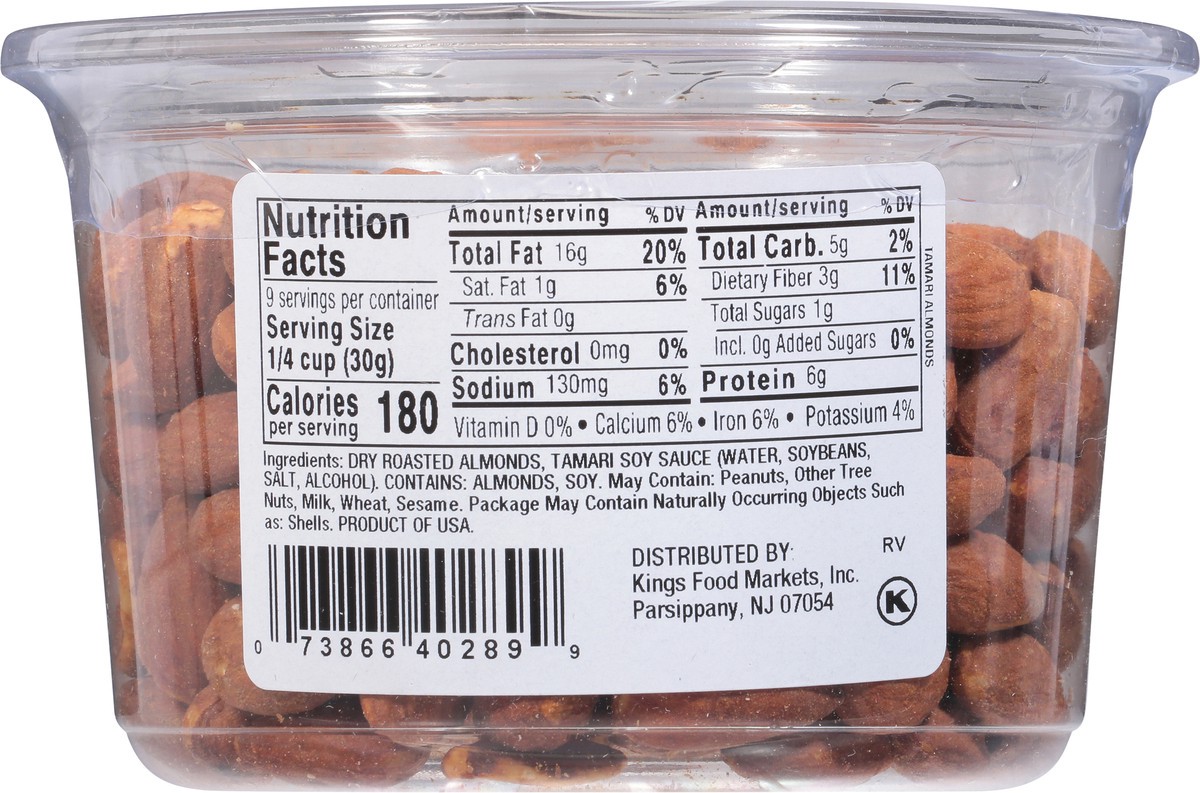 Nutrition
Facts
9 servings per container
Serving Size
1/4 cup (30g)
Calories 180
per serving
Amount/serving % DV
Total Fat 16g 20%
Sat. Fat 1g 6%
Trans Fat 0g
Cholesterol 0mg 0%
Sodium 130mg 6%
Amount/serving % DV
Total Carb. 5g 2%
Dietary Fiber 3g 11%
Total Sugars 1g
Incl. 0g Added Sugars 0%
Protein 6g
Vitamin D 0% • Calcium 6% • Iron 6% • Potassium 4%
TAMARI ALMONDS
Ingredients: DRY ROASTED ALMONDS, TAMARI SOY SAUCE (WATER, SOYBEANS,
SALT, ALCOHOL). CONTAINS: ALMONDS, SOY. May Contain: Peanuts, Other Tree
Nuts, Milk, Wheat, Sesame. Package May Contain Naturally Occurring Objects Such
as: Shells. PRODUCT OF USA.
0 73866 40289 9
DISTRIBUTED BY:
Kings Food Markets, Inc.
Parsippany, NJ 07054
RV
K